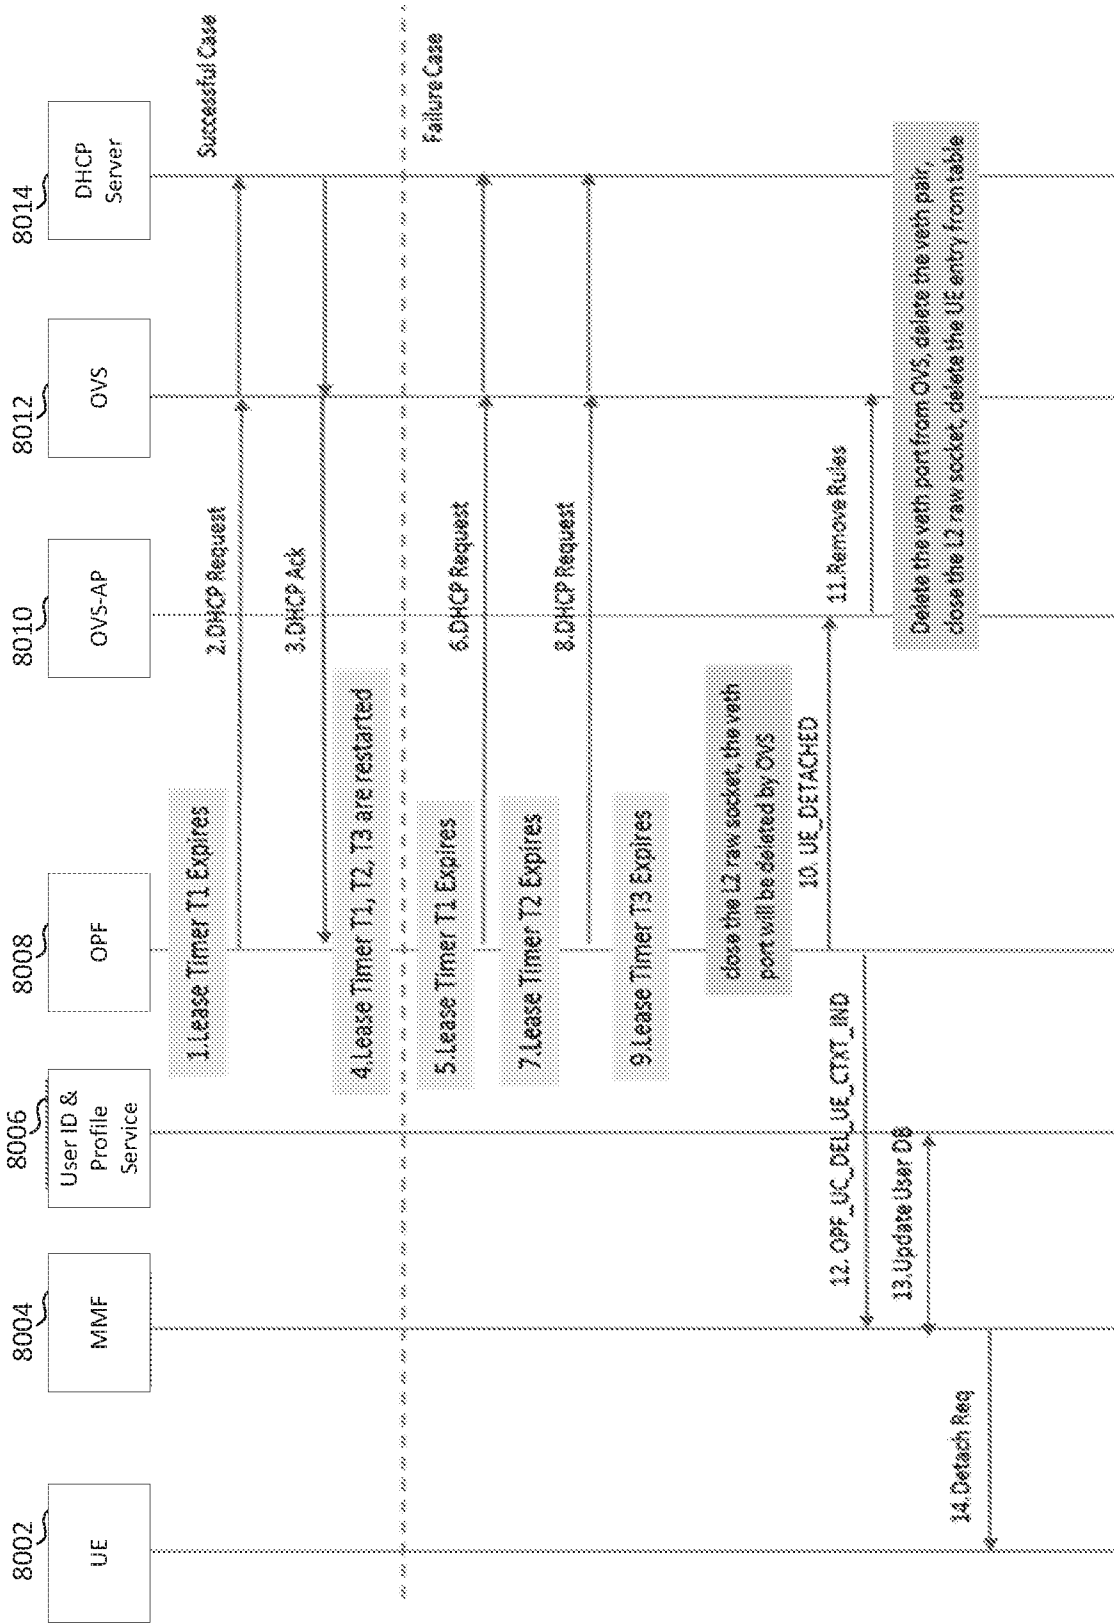 8002
UE
8004
MMF
8006
User ID &
Profile
Service
8008
OPF
8010
OVS-AP
8012
OVS
8014
DHCP
Server
Successful Case
1.Lease Timer T1 Expires
2.DHCP Request
3.DHCP Ack
4.Lease Timer T1, T2, T3 are restarted
Failure Case
5.Lease Timer T1 Expires
6.DHCP Request
7.Lease Timer T2 Expires
8.DHCP Request
9.Lease Timer T3 Expires
close the L2 raw socket, the veth
port will be deleted by OVS
10. UE_DETACHED
11.Remove Rules
Delete the veth port from OVS, delete the veth pair,
close the L2 raw socket, delete the UE entry from table
12. OPF_UC_DEL_UE_CTXT_IND
13.Update User DB
14.Detach Req